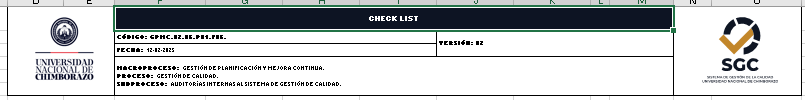 D E F G H I J K L M N O
CHECK LIST
UNIVERSIDAD
NACIONAL DE
CHIMBORAZO
CÓDIGO: GPMC.02.05.P01.F05.
VERSIÓN: 02
FECHA: 12-02-2025
MACROPROCESO: GESTIÓN DE PLANIFICACIÓN Y MEJORA CONTINUA.
PROCESO: GESTIÓN DE CALIDAD.
SUBPROCESO: AUDITORÍAS INTERNAS AL SISTEMA DE GESTIÓN DE CALIDAD.
SGC
SISTEMA DE GESTIÓN DE LA CALIDAD
UNIVERSIDAD NACIONAL DE CHIMBORAZO